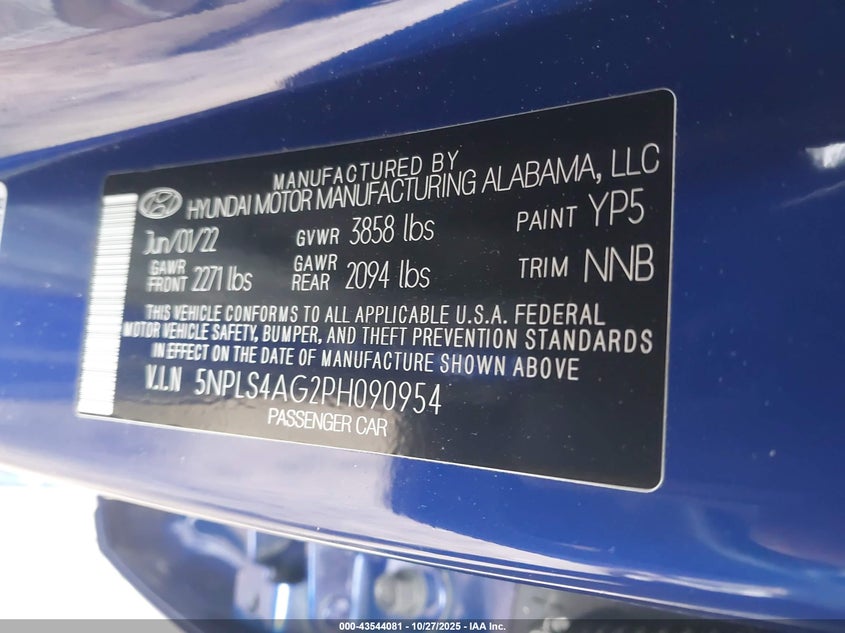 MANUFACTURED BY
HYUNDAI MOTOR MANUFACTURING ALABAMA, LLC
Jun/01/22 GVWR 3858 lbs PAINT YP5
GAWR FRONT 2271 lbs GAWR REAR 2094 lbs TRIM NNB
THIS VEHICLE CONFORMS TO ALL APPLICABLE U.S.A. FEDERAL
MOTOR VEHICLE SAFETY, BUMPER, AND THEFT PREVENTION STANDARDS
IN EFFECT ON THE DATE OF MANUFACTURE SHOWN ABOVE
V.I.N 5NPLS4AG2PH090954
PASSENGER CAR
000-43544081 - 10/27/2025 - IAA Inc.